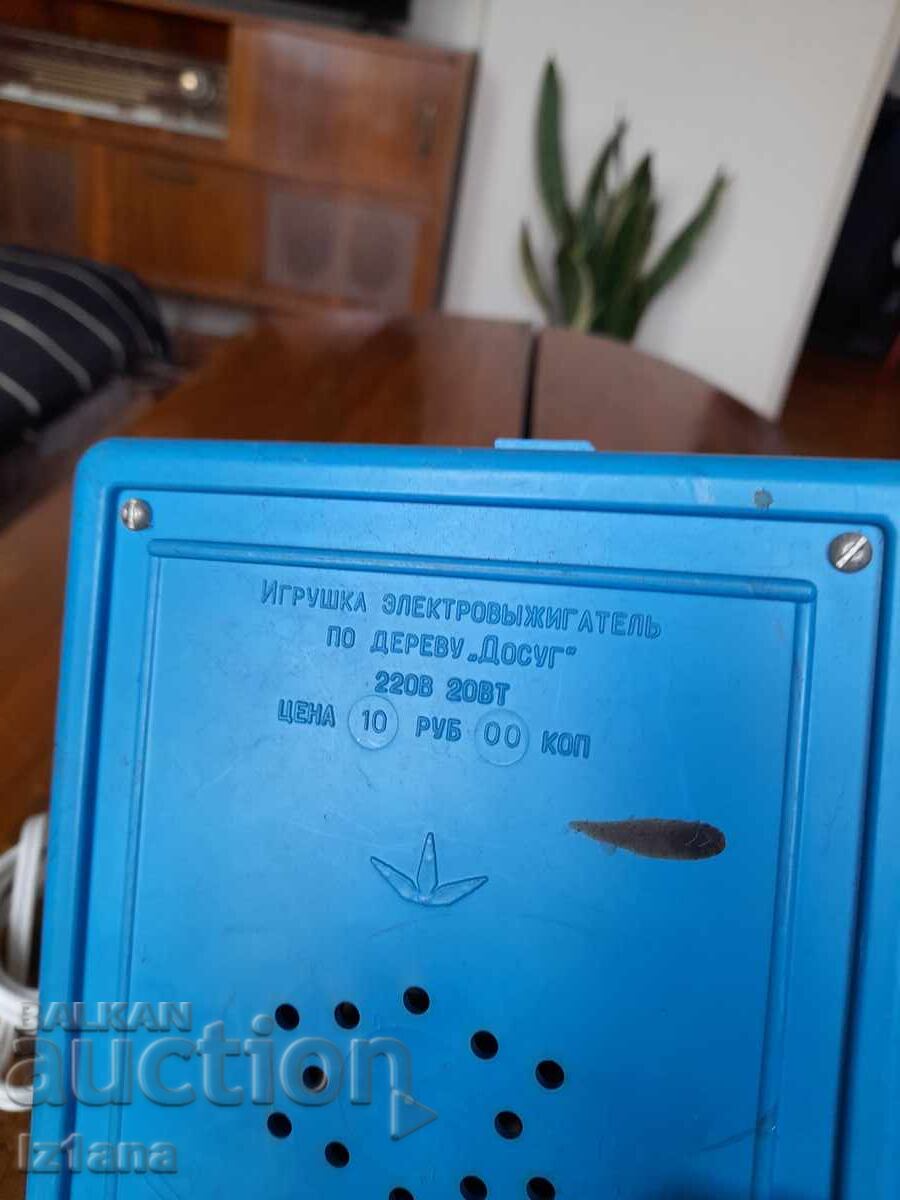 Игрушка электровыжигатель
по дереву „Досуг"
220В 20Вт
цена 10 руб 00 коп
BALKAN
auction
Iz1ana